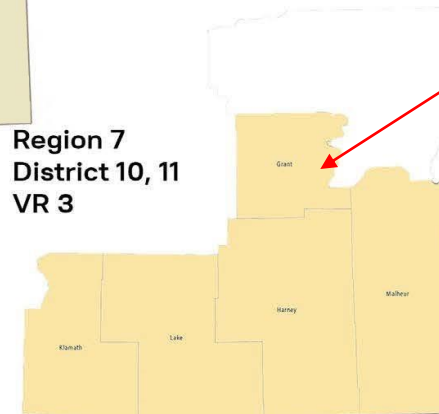 Region 7
District 10, 11
VR 3
Grant
Malheur
Harney
Lake
Klamath